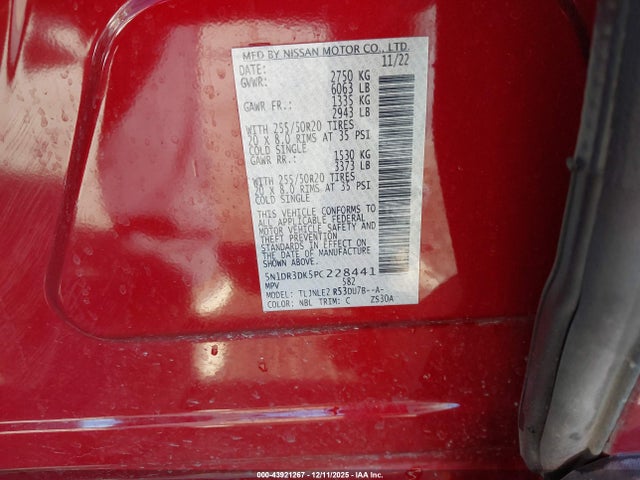 MFD BY NISSAN MOTOR CO., LTD.
DATE: 11/22
GVWR: 2750 KG
6063 LB
GAWR FR.: 1335 KG
2943 LB
WITH 255/50R20 TIRES
20 X 8.0 RIMS AT 35 PSI
COLD SINGLE
GAWR RR.: 1530 KG
3373 LB
WITH 255/50R20 TIRES
20 X 8.0 RIMS AT 35 PSI
COLD SINGLE
THIS VEHICLE CONFORMS TO
ALL APPLICABLE FEDERAL
MOTOR VEHICLE SAFETY AND
THEFT PREVENTION
STANDARDS IN EFFECT ON
THE DATE OF MANUFACTURE
SHOWN ABOVE.
5N1DR3DK5PC228441
MPV 582
MODEL: TLJNLEZ R53DU7B--A-
COLOR: NBL TRIM: C ZS30A
000-43921267 - 12/11/2025 - IAA Inc.